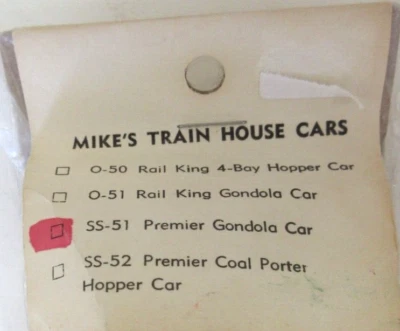 MIKE'S TRAIN HOUSE CARS
O-50 Rail King 4-Bay Hopper Car
O-51 Rail King Gondola Car
SS-51 Premier Gondola Car
SS-52 Premier Coal Porter
Hopper Car